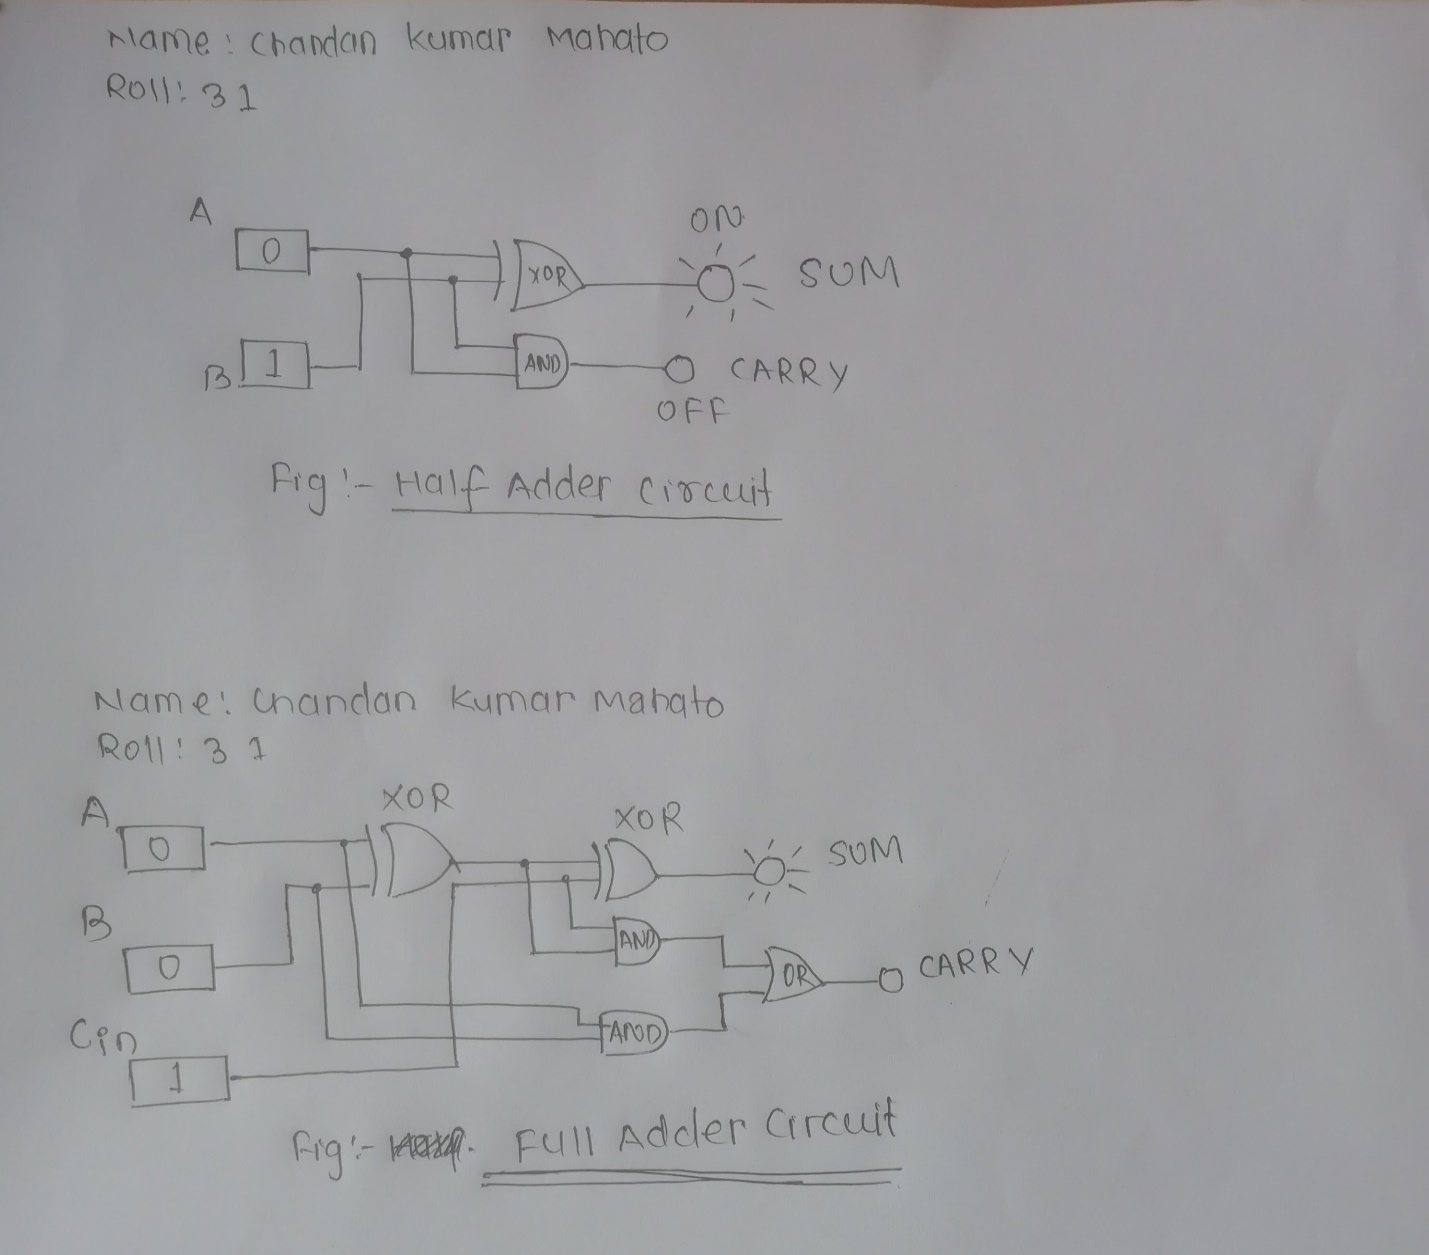 Name: Chandan Kumar Mahato
Roll: 31
A
ON
0
XOR
SUM
B
1
AND
CARRY
OFF
Fig:- Half Adder Circuit
Name: Chandan Kumar Mahato
Roll: 31
XOR
A
XOR
0
SUM
B
AND
0
OR
CARRY
Cin
AND
1
Fig:- Full Adder Circuit